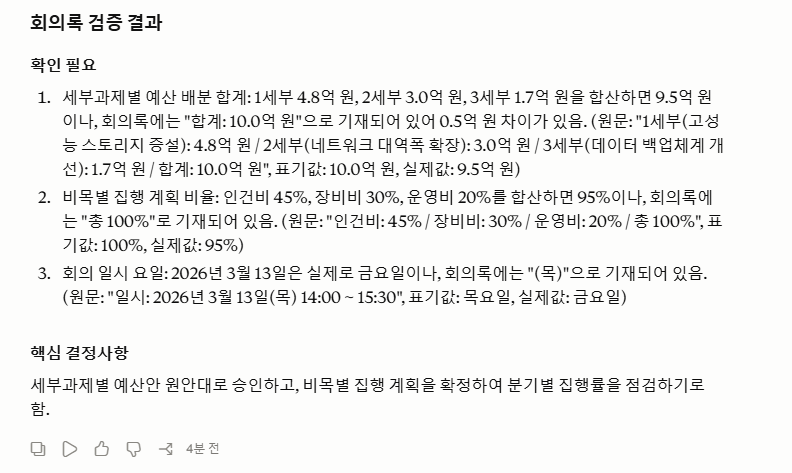 회의록 검증 결과
확인 필요
1. 세부과제별 예산 배분 합계: 1세부 4.8억 원, 2세부 3.0억 원, 3세부 1.7억 원을 합산하면 9.5억 원
이나, 회의록에는 "합계: 10.0억 원"으로 기재되어 있어 0.5억 원 차이가 있음. (원문: "1세부(고성
능 스토리지 증설): 4.8억 원 / 2세부(네트워크 대역폭 확장): 3.0억 원 / 3세부(데이터 백업체계 개
선): 1.7억 원 / 합계: 10.0억 원", 표기값: 10.0억 원, 실제값: 9.5억 원)
2. 비목별 집행 계획 비율: 인건비 45%, 장비비 30%, 운영비 20%를 합산하면 95%이나, 회의록에
는 "총 100%"로 기재되어 있음. (원문: "인건비: 45% / 장비비: 30% / 운영비: 20% / 총 100%", 표
기값: 100%, 실제값: 95%)
3. 회의 일시 요일: 2026년 3월 13일은 실제로 금요일이나, 회의록에는 "(목)"으로 기재되어 있음.
(원문: "일시: 2026년 3월 13일(목) 14:00 ~ 15:30", 표기값: 목요일, 실제값: 금요일)
핵심 결정사항
세부과제별 예산안 원안대로 승인하고, 비목별 집행 계획을 확정하여 분기별 집행률을 점검하기로
함.
4분 전